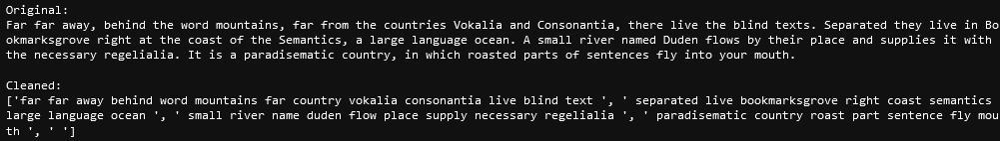 Original:
Far far away, behind the word mountains, far from the countries Vokalia and Consonantia, there live the blind texts. Separated they live in Bo
okmarksgrove right at the coast of the Semantics, a large language ocean. A small river named Duden flows by their place and supplies it with
the necessary regelialia. It is a paradisematic country, in which roasted parts of sentences fly into your mouth.
Cleaned:
['far far away behind word mountains far country vokalia consonantia live blind text ', ' separated live bookmarksgrove right coast semantics
large language ocean ', ' small river name duden flow place supply necessary regelialia ', ' paradisematic country roast part sentence fly mou
th ', ' ']